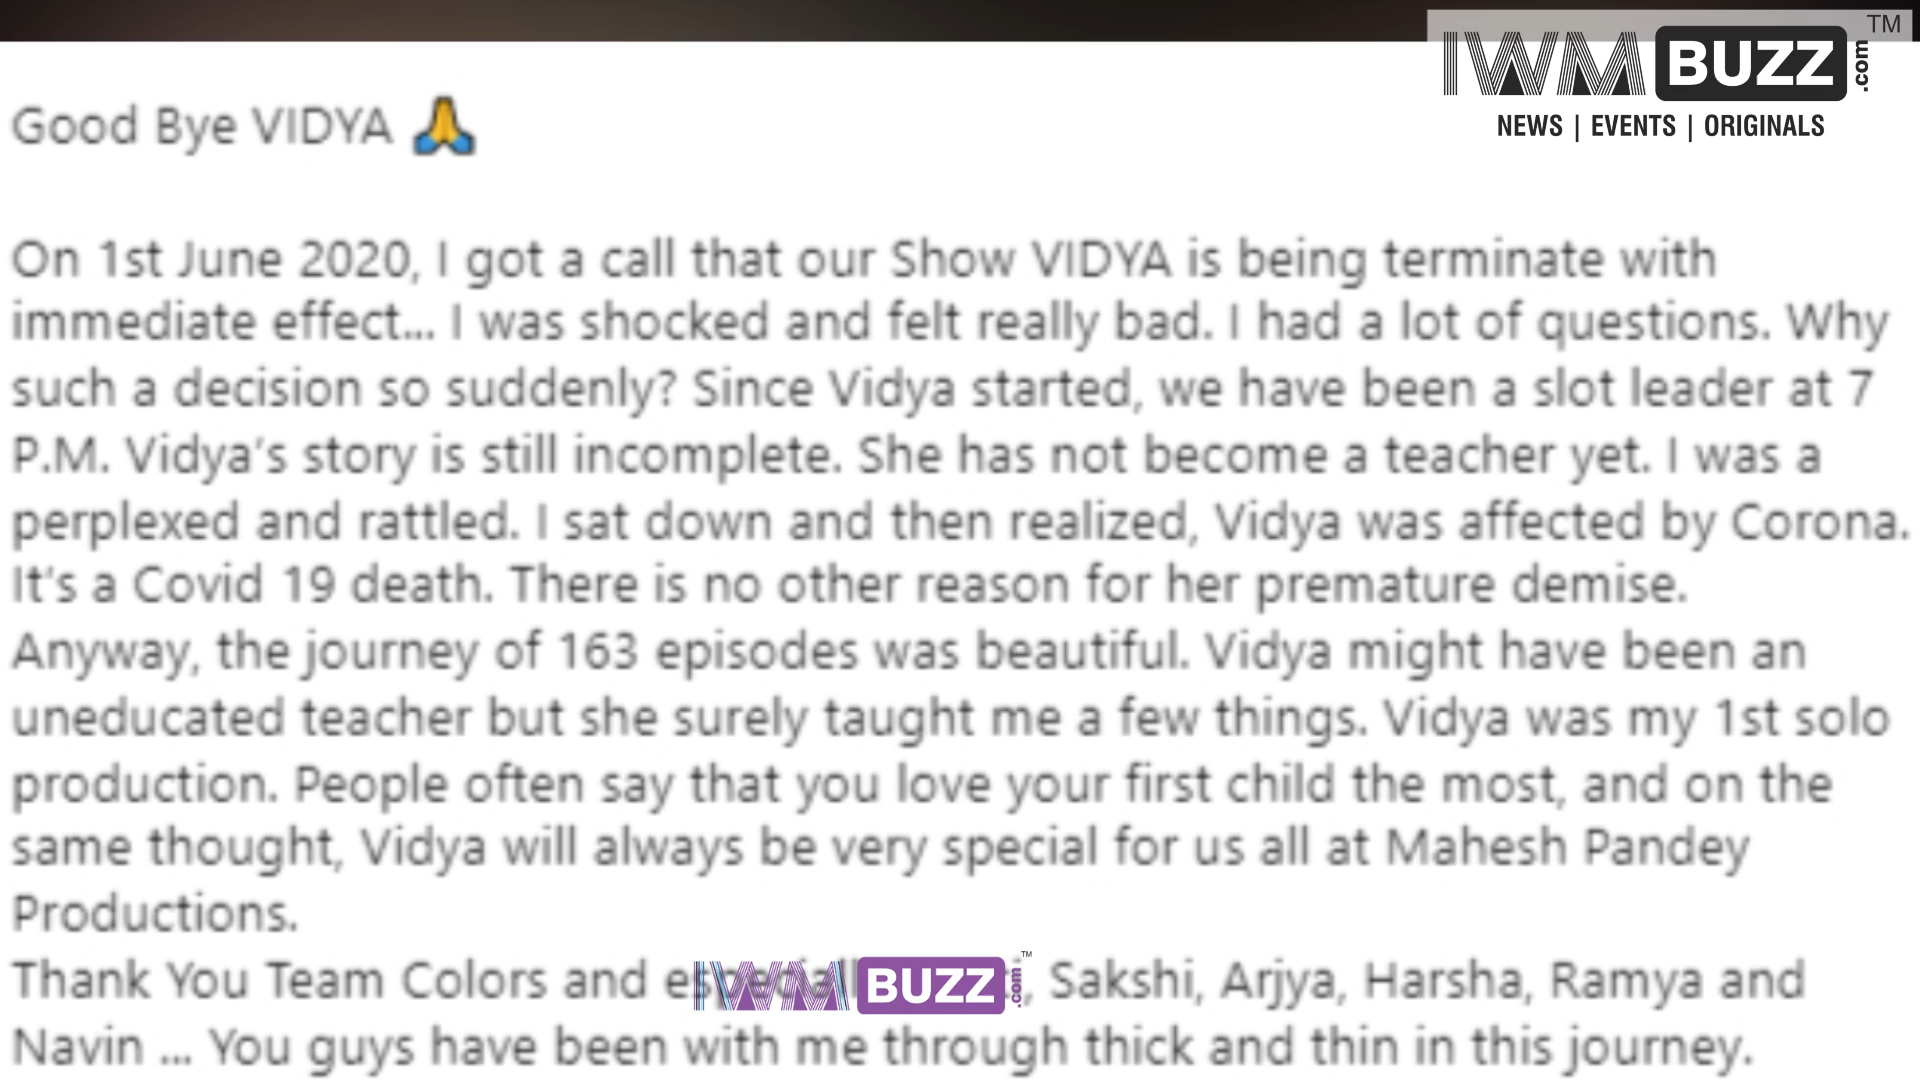 IWMBUZZ.com TM
NEWS | EVENTS | ORIGINALS
Good Bye VIDYA 🙏
On 1st June 2020, I got a call that our Show VIDYA is being terminate with
immediate effect... I was shocked and felt really bad. I had a lot of questions. Why
such a decision so suddenly? Since Vidya started, we have been a slot leader at 7
P.M. Vidya's story is still incomplete. She has not become a teacher yet. I was a
perplexed and rattled. I sat down and then realized, Vidya was affected by Corona.
It's a Covid 19 death. There is no other reason for her premature demise.
Anyway, the journey of 163 episodes was beautiful. Vidya might have been an
uneducated teacher but she surely taught me a few things. Vidya was my 1st solo
production. People often say that you love your first child the most, and on the
same thought, Vidya will always be very special for us all at Mahesh Pandey
Productions.
Thank You Team Colors and especially IWMBUZZ.com TM, Sakshi, Arjya, Harsha, Ramya and
Navin ... You guys have been with me through thick and thin in this journey.